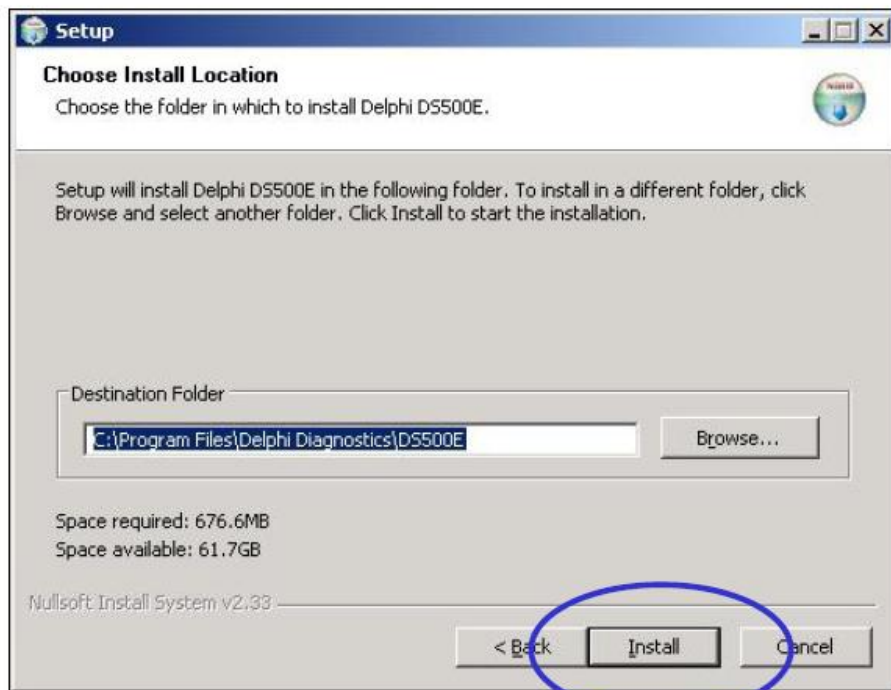 Setup
Choose Install Location
Choose the folder in which to install Delphi DS500E.
Setup will install Delphi DS500E in the following folder. To install in a different folder, click
Browse and select another folder. Click Install to start the installation.
Destination Folder
C:\Program Files\Delphi Diagnostics\DS500E
Browse...
Space required: 676.6MB
Space available: 61.7GB
Nullsoft Install System v2.33
< Back
Install
Cancel